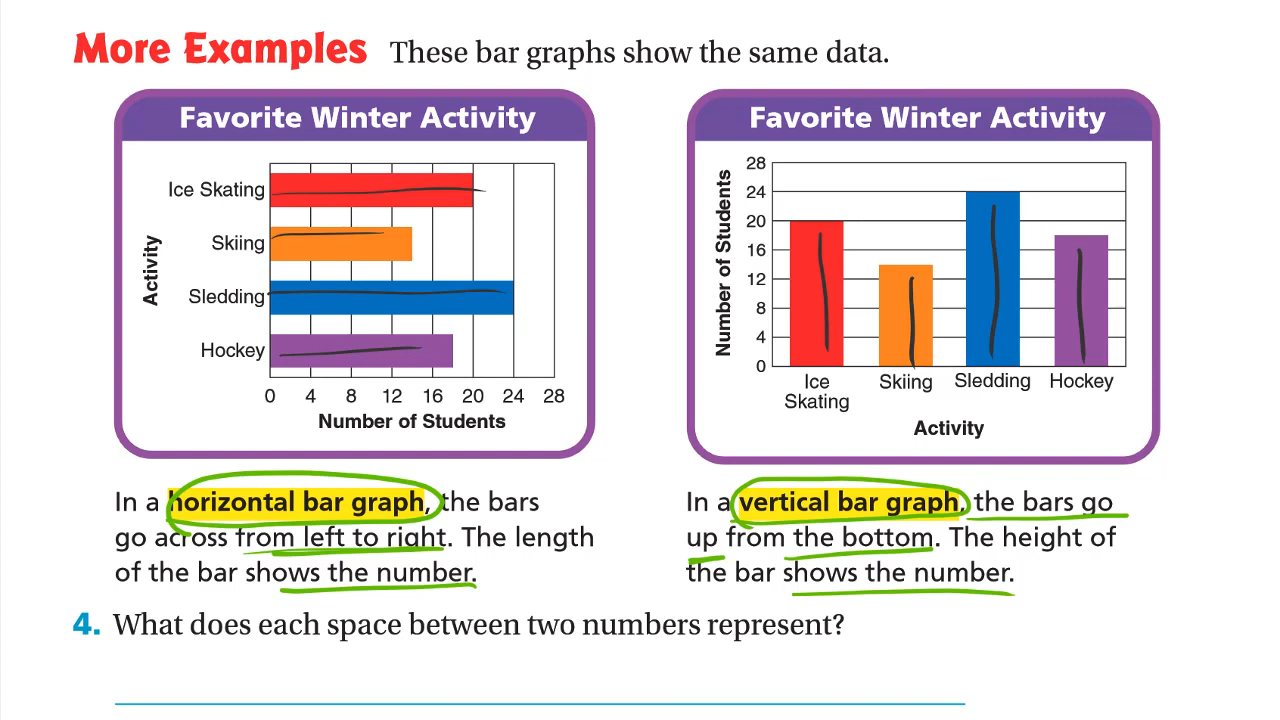 More Examples These bar graphs show the same data.
Favorite Winter Activity
Activity
Ice Skating
Skiing
Sledding
Hockey
0 4 8 12 16 20 24 28
Number of Students
Favorite Winter Activity
Number of Students
28
24
20
16
12
8
4
0
Ice Skating Skiing Sledding Hockey
Activity
In a horizontal bar graph, the bars
go across from left to right. The length
of the bar shows the number.
In a vertical bar graph, the bars go
up from the bottom. The height of
the bar shows the number.
4. What does each space between two numbers represent?